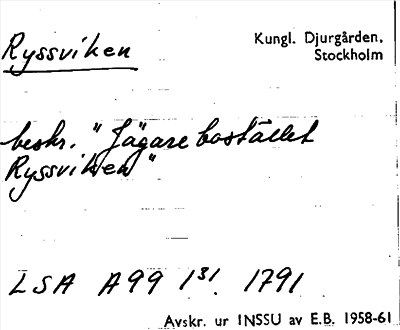 Ryssviken
Kungl. Djurgården,
Stockholm
beskr. "Jägarebostället
Ryssviken"
LSA A99 1³¹. 1791
Avskr. ur INSSU av E.B. 1958-61